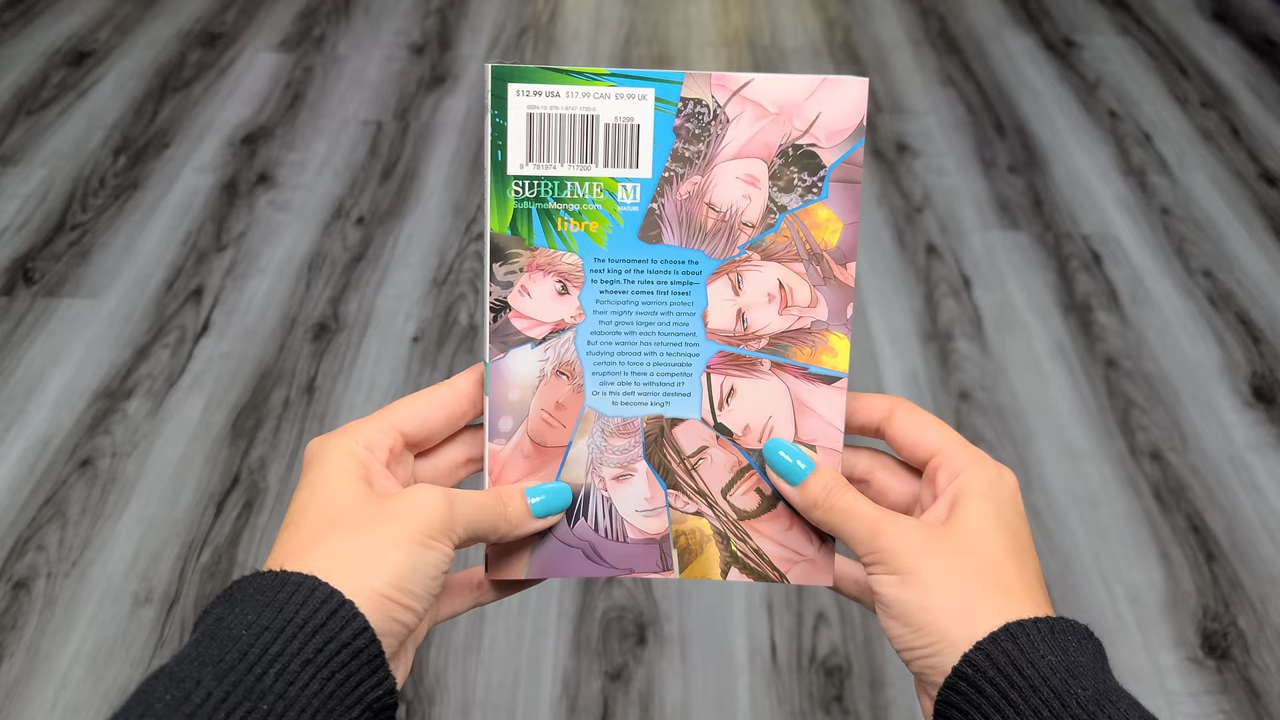 $12.99 USA $17.99 CAN £9.99 UK
ISBN-13: 978-1-9747-1720-0
51299
9 781974 717200
SUBLIME M
SuBLimeManga.com MATURE
libre
The tournament to choose the
next king of the islands is about
to begin. The rules are simple—
whoever comes first loses!
Participating warriors protect
their mighty swords with armor
that grows larger and more
elaborate with each tournament.
But one warrior has returned from
studying abroad with a technique
certain to force a pleasurable
eruption! Is there a competitor
alive able to withstand it?
Or is this deft warrior destined
to become king?!